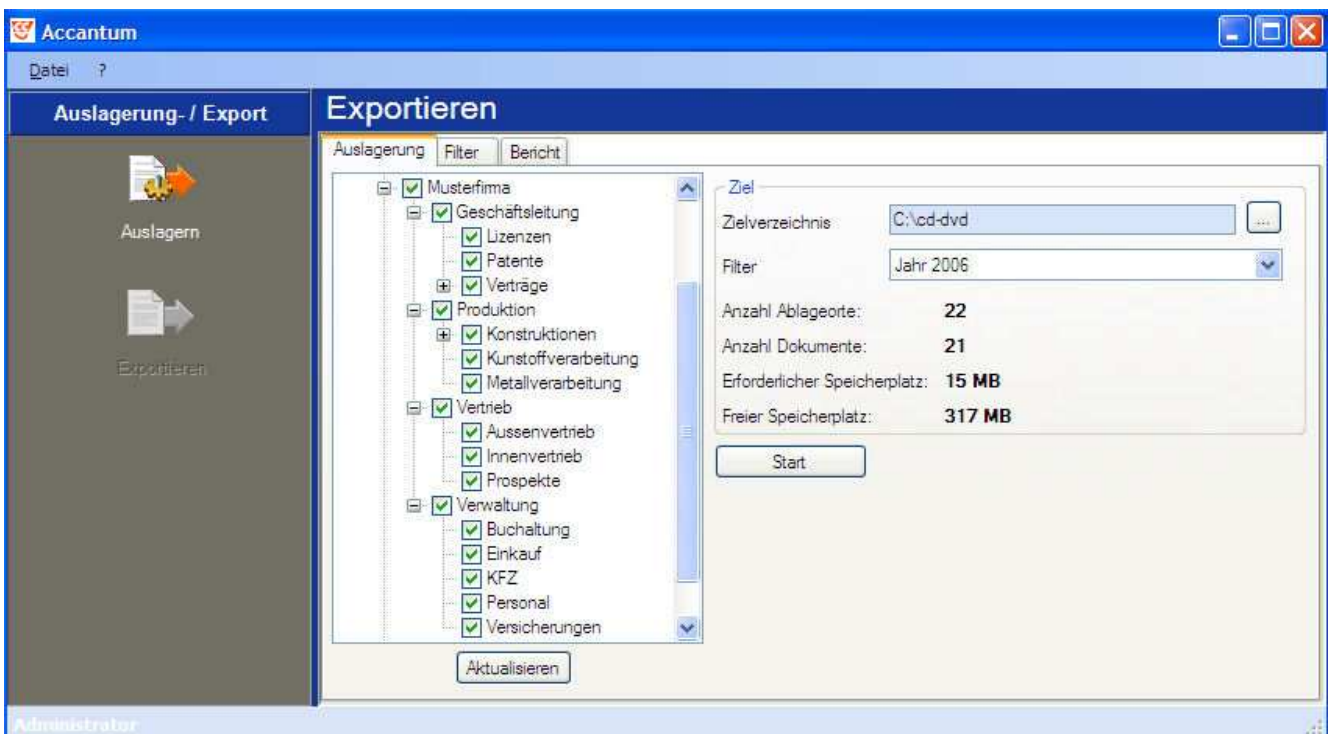 Accantum
Datei ?
Auslagerung- / Export
Exportieren
Auslagern
Exportieren
Auslagerung Filter Bericht
Musterfirma
Geschäftsleitung
Lizenzen
Patente
Verträge
Produktion
Konstruktionen
Kunstoffverarbeitung
Metallverarbeitung
Vertrieb
Aussenvertrieb
Innenvertrieb
Prospekte
Verwaltung
Buchaltung
Einkauf
KFZ
Personal
Versicherungen
Aktualisieren
Ziel
Zielverzeichnis C:\cd-dvd ...
Filter Jahr 2006
Anzahl Ablageorte: 22
Anzahl Dokumente: 21
Erforderlicher Speicherplatz: 15 MB
Freier Speicherplatz: 317 MB
Start
Administrator